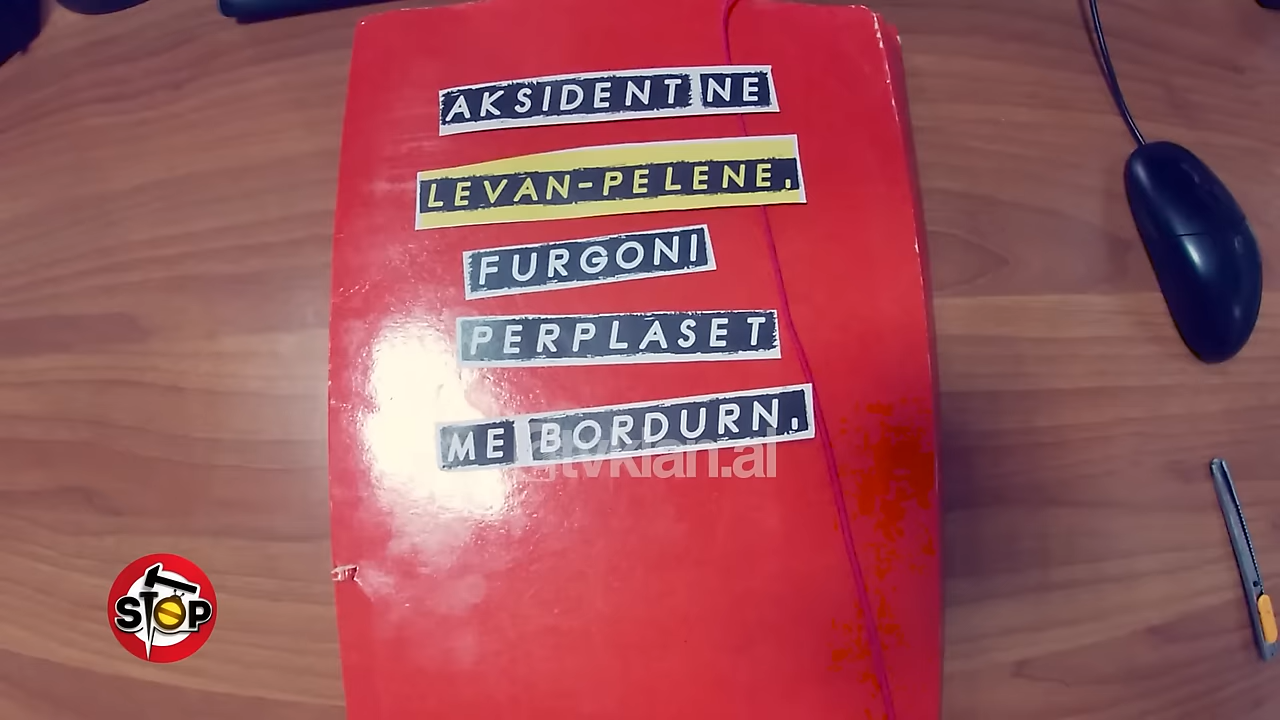 AKSIDENT NE
LEVAN-PELENE,
FURGONI
PERPLASET
ME BORDURN,
tvklan.al
STOP